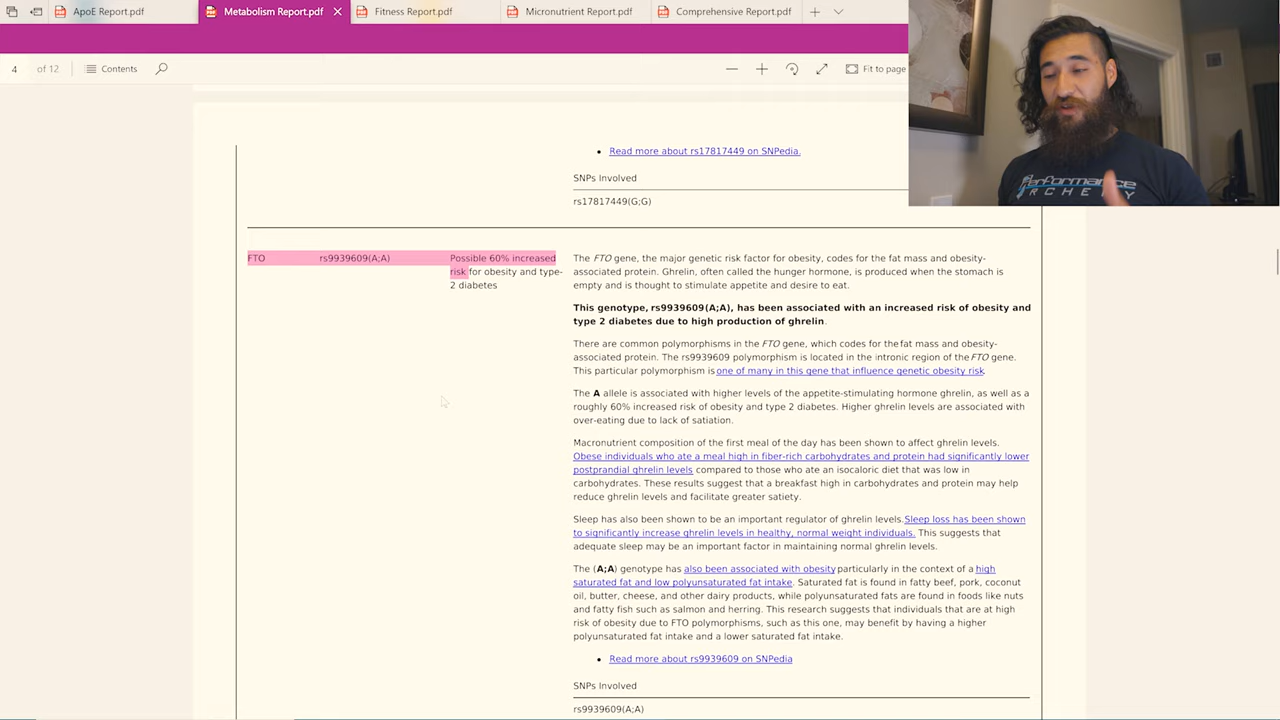 ApoE Report.pdf
Metabolism Report.pdf
Fitness Report.pdf
Micronutrient Report.pdf
Comprehensive Report.pdf
4 of 12
Contents
Fit to page
Read more about rs17817449 on SNPedia.
SNPs Involved
rs17817449(G;G)
FTO
rs9939609(A;A)
Possible 60% increased
risk for obesity and type-
2 diabetes
The FTO gene, the major genetic risk factor for obesity, codes for the fat mass and obesity-
associated protein. Ghrelin, often called the hunger hormone, is produced when the stomach is
empty and is thought to stimulate appetite and desire to eat.
This genotype, rs9939609(A;A), has been associated with an increased risk of obesity and
type 2 diabetes due to high production of ghrelin.
There are common polymorphisms in the FTO gene, which codes for the fat mass and obesity-
associated protein. The rs9939609 polymorphism is located in the intronic region of the FTO gene.
This particular polymorphism is one of many in this gene that influence genetic obesity risk.
The A allele is associated with higher levels of the appetite-stimulating hormone ghrelin, as well as a
roughly 60% increased risk of obesity and type 2 diabetes. Higher ghrelin levels are associated with
over-eating due to lack of satiation.
Macronutrient composition of the first meal of the day has been shown to affect ghrelin levels.
Obese individuals who ate a meal high in fiber-rich carbohydrates and protein had significantly lower
postprandial ghrelin levels compared to those who ate an isocaloric diet that was low in
carbohydrates. These results suggest that a breakfast high in carbohydrates and protein may help
reduce ghrelin levels and facilitate greater satiety.
Sleep has also been shown to be an important regulator of ghrelin levels. Sleep loss has been shown
to significantly increase ghrelin levels in healthy, normal weight individuals. This suggests that
adequate sleep may be an important factor in maintaining normal ghrelin levels.
The (A;A) genotype has also been associated with obesity particularly in the context of a high
saturated fat and low polyunsaturated fat intake. Saturated fat is found in fatty beef, pork, coconut
oil, butter, cheese, and other dairy products, while polyunsaturated fats are found in foods like nuts
and fatty fish such as salmon and herring. This research suggests that individuals that are at high
risk of obesity due to FTO polymorphisms, such as this one, may benefit by having a higher
polyunsaturated fat intake and a lower saturated fat intake.
Read more about rs9939609 on SNPedia
SNPs Involved
rs9939609(A;A)